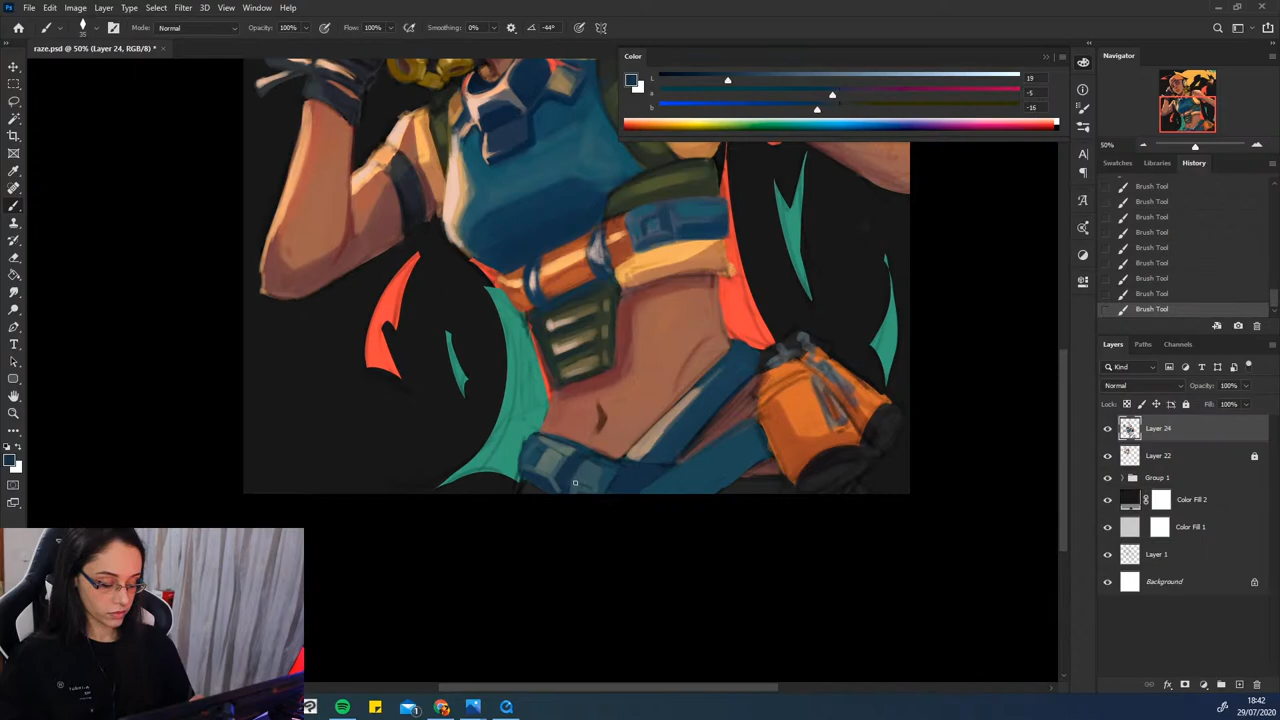 File Edit Image Layer Type Select Filter 3D View Window Help
35 Mode: Normal Opacity: 100% Flow: 100% Smoothing: 0% -44°
raze.psd @ 50% (Layer 24, RGB/8) *
Color
L 19
a -5
b -16
Navigator
50%
Swatches Libraries History
Brush Tool
Brush Tool
Brush Tool
Brush Tool
Brush Tool
Brush Tool
Brush Tool
Brush Tool
Brush Tool
Layers Paths Channels
Kind
Normal Opacity: 100%
Lock: Fill: 100%
Layer 24
Layer 22
Group 1
Color Fill 2
Color Fill 1
Layer 1
Background
18:42
29/07/2020